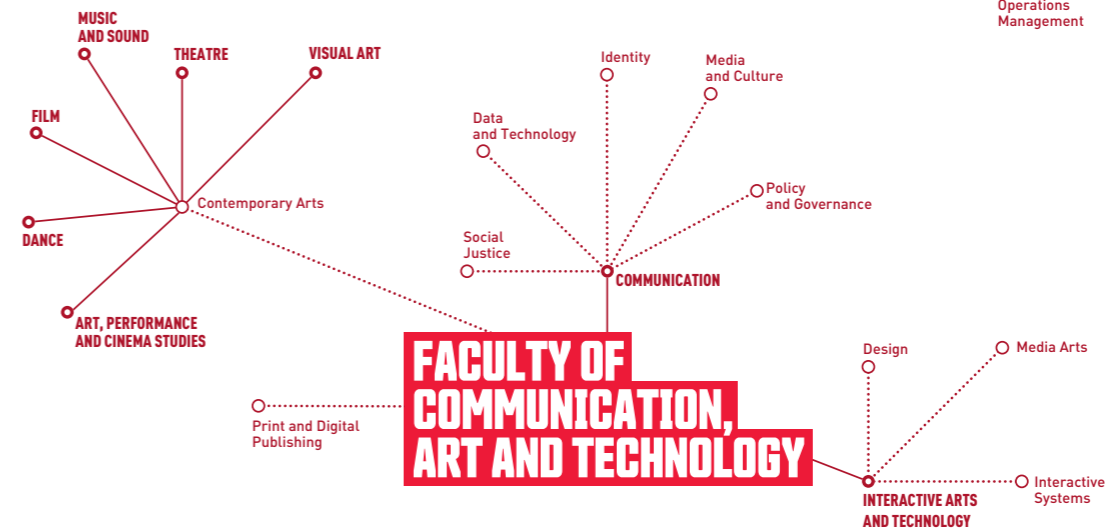 Operations
Management
MUSIC
AND SOUND
THEATRE
VISUAL ART
FILM
Contemporary Arts
DANCE
ART, PERFORMANCE
AND CINEMA STUDIES
Identity
Media
and Culture
Data
and Technology
Policy
and Governance
Social
Justice
COMMUNICATION
FACULTY OF
COMMUNICATION,
ART AND TECHNOLOGY
Print and Digital
Publishing
Design
Media Arts
Interactive
Systems
INTERACTIVE ARTS
AND TECHNOLOGY